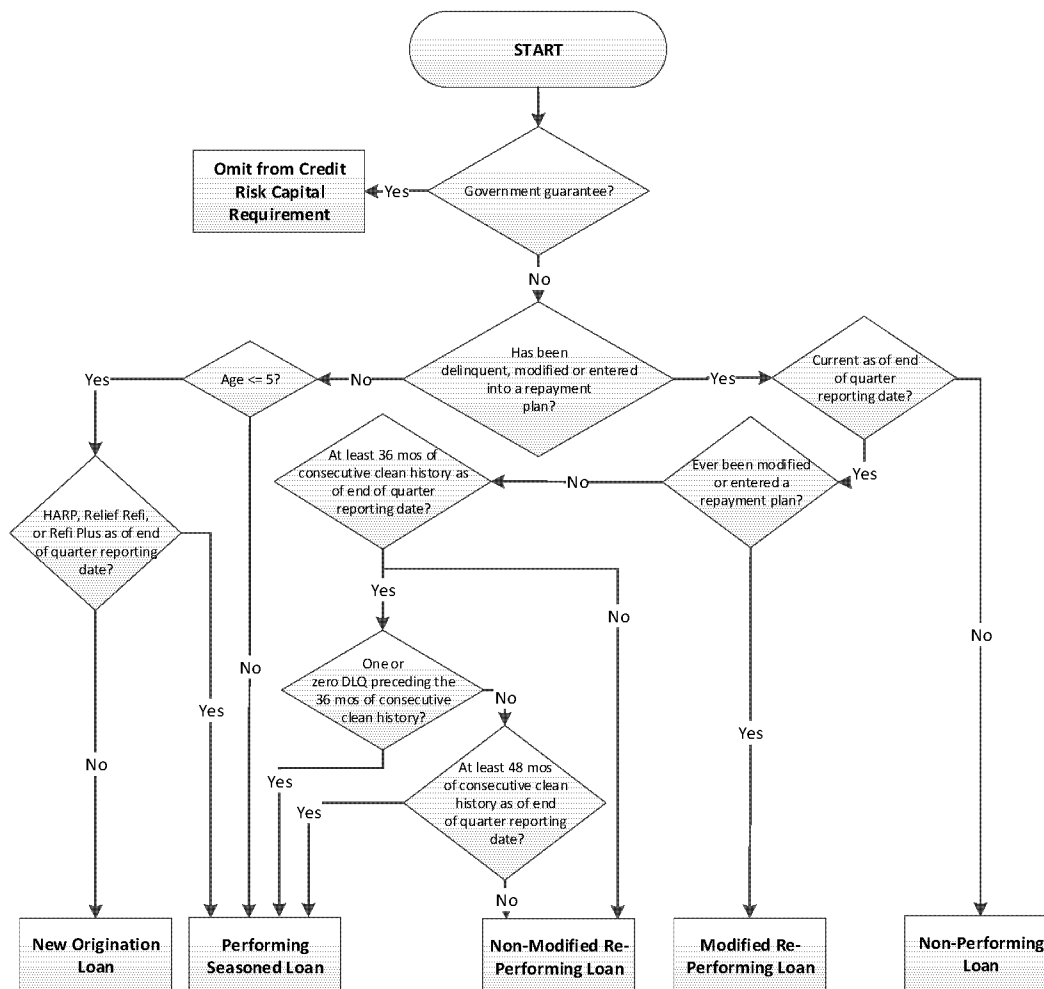 START
Omit from Credit
Risk Capital
Requirement
Yes
Government guarantee?
No
Yes
Age <= 5?
No
Has been
delinquent, modified or entered
into a repayment
plan?
Yes
Current as of end
of quarter
reporting date?
At least 36 mos of
consecutive clean history as
of end of quarter
reporting date?
No
Ever been modified
or entered a
repayment plan?
Yes
HARP, Relief Refi,
or Refi Plus as of end
of quarter reporting
date?
Yes
No
No
No
One or
zero DLQ preceding the
36 mos of consecutive
clean history?
No
Yes
Yes
No
Yes
Yes
At least 48 mos
of consecutive clean
history as of end
of quarter reporting
date?
No
New Origination
Loan
Performing
Seasoned Loan
Non-Modified Re-
Performing Loan
Modified Re-
Performing Loan
Non-Performing
Loan